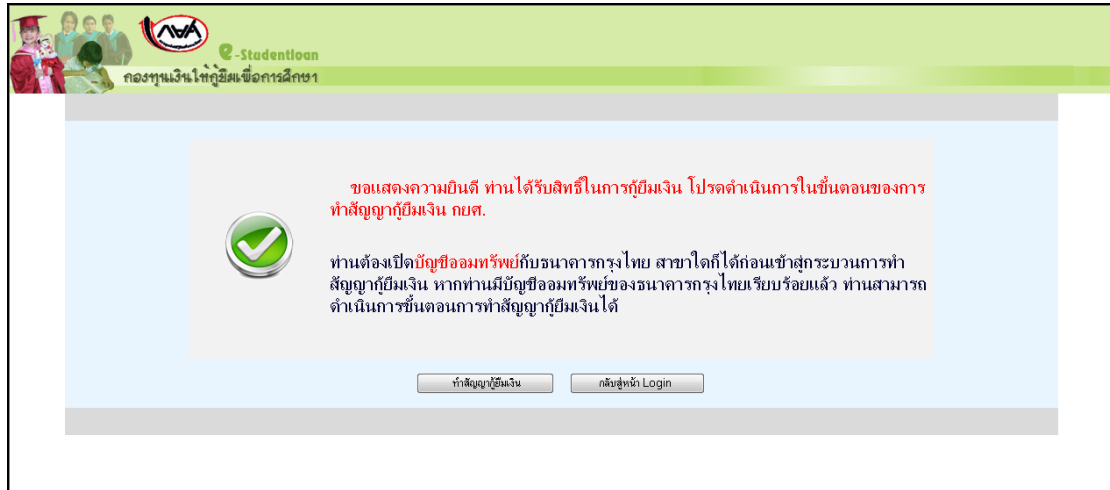 กยศ
e-Studentloan
กองทุนเงินให้กู้ยืมเพื่อการศึกษา
ขอแสดงความยินดี ท่านได้รับสิทธิ์ในการกู้ยืมเงิน โปรดดำเนินการในขั้นตอนของการ
ทำสัญญากู้ยืมเงิน กยศ.
ท่านต้องเปิดบัญชีออมทรัพย์กับธนาคารกรุงไทย สาขาใดก็ได้ก่อนเข้าสู่กระบวนการทำ
สัญญากู้ยืมเงิน หากท่านมีบัญชีออมทรัพย์ของธนาคารกรุงไทยเรียบร้อยแล้ว ท่านสามารถ
ดำเนินการขั้นตอนการทำสัญญากู้ยืมเงินได้
ทำสัญญากู้ยืมเงิน
กลับสู่หน้า Login